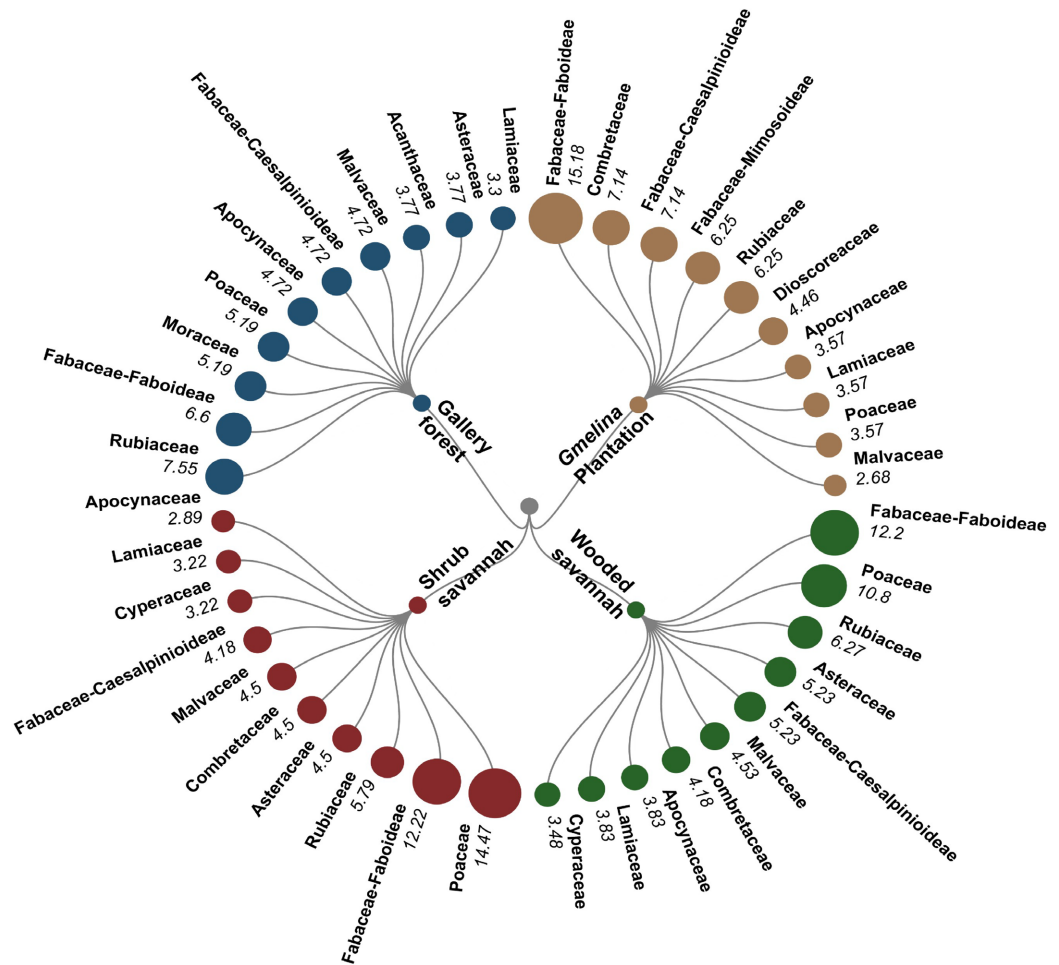 Fabaceae-Faboideae
15.18
Combretaceae
7.14
Fabaceae-Caesalpinioideae
7.14
Fabaceae-Mimosoideae
6.25
Rubiaceae
6.25
Dioscoreaceae
4.46
Apocynaceae
3.57
Lamiaceae
3.57
Poaceae
3.57
Malvaceae
2.68
Gmelina
Plantation
Fabaceae-Faboideae
12.2
Poaceae
10.8
Rubiaceae
6.27
Asteraceae
5.23
Fabaceae-Caesalpinioideae
5.23
Malvaceae
4.53
Combretaceae
4.18
Apocynaceae
3.83
Lamiaceae
3.83
Cyperaceae
3.48
Wooded
savannah
Poaceae
14.47
Fabaceae-Faboideae
12.22
Rubiaceae
5.79
Asteraceae
4.5
Combretaceae
4.5
Malvaceae
4.5
Fabaceae-Caesalpinioideae
4.18
Cyperaceae
3.22
Lamiaceae
3.22
Apocynaceae
2.89
Shrub
savannah
Rubiaceae
7.55
Fabaceae-Faboideae
6.6
Moraceae
5.19
Poaceae
5.19
Apocynaceae
4.72
Fabaceae-Caesalpinioideae
4.72
Malvaceae
4.72
Acanthaceae
3.77
Asteraceae
3.77
Lamiaceae
3.3
Gallery
forest